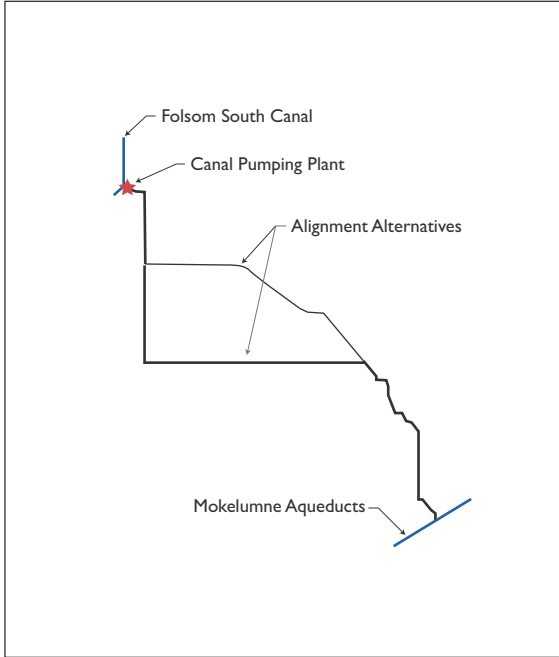 Folsom South Canal
Canal Pumping Plant
Alignment Alternatives
Mokelumne Aqueducts